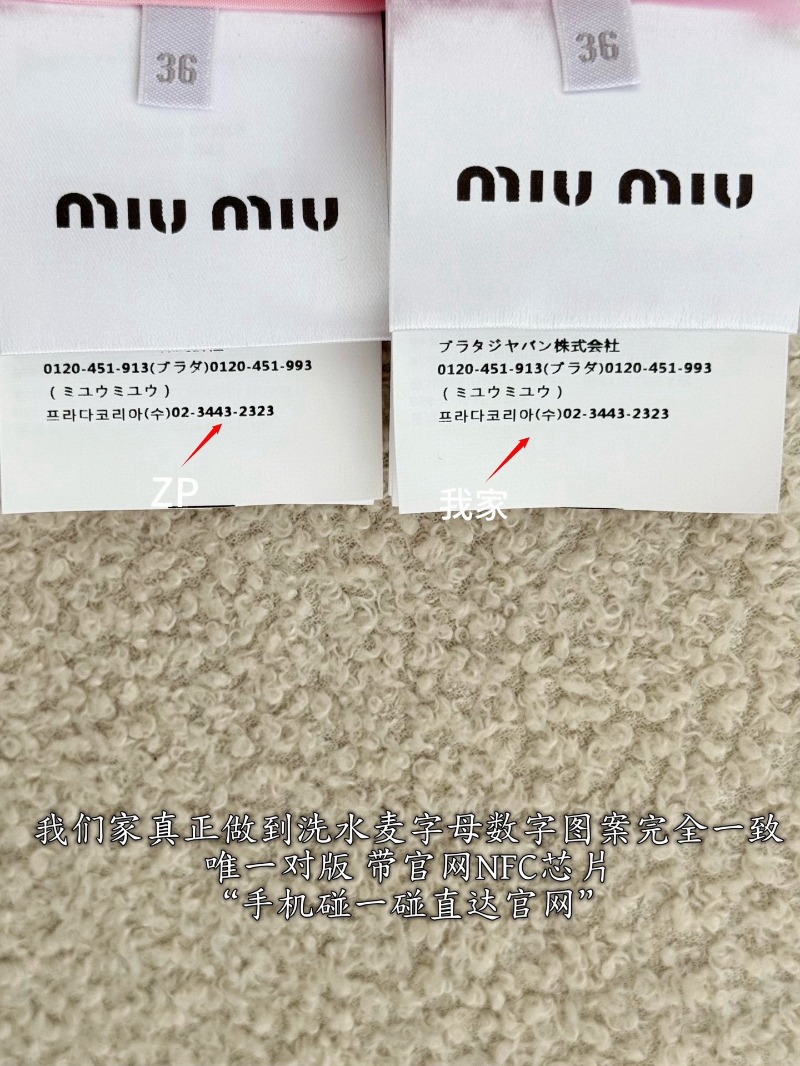 36
miu miu
0120-451-913(プラダ)0120-451-993
(ミユウミユウ)
프라다코리아(수)02-3443-2323
ZP
36
miu miu
プラタジヤバン株式会社
0120-451-913(プラダ)0120-451-993
(ミユウミユウ)
프라다코리아(수)02-3443-2323
我家
我们家真正做到洗水麦字母数字图案完全一致
唯一对版 带官网NFC芯片
“手机碰一碰直达官网”